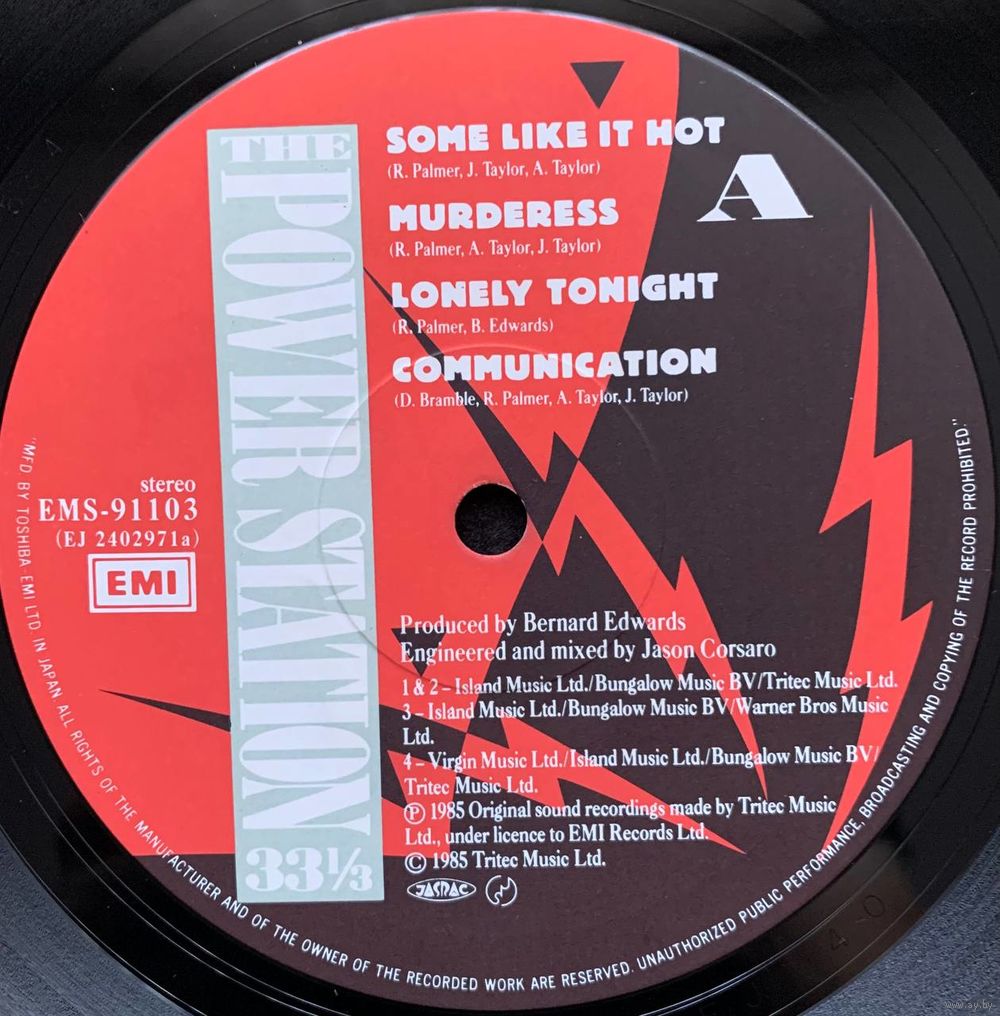 THE POWER STATION
33⅓
SOME LIKE IT HOT
(R. Palmer, J. Taylor, A. Taylor)
A
MURDERESS
(R. Palmer, A. Taylor, J. Taylor)
LONELY TONIGHT
(R. Palmer, B. Edwards)
COMMUNICATION
(D. Bramble, R. Palmer, A. Taylor, J. Taylor)
stereo
EMS-91103
(EJ 2402971a)
EMI
Produced by Bernard Edwards
Engineered and mixed by Jason Corsaro
1 & 2 – Island Music Ltd./Bungalow Music BV/Tritec Music Ltd.
3 – Island Music Ltd./Bungalow Music BV/Warner Bros Music
Ltd.
4 – Virgin Music Ltd./Island Music Ltd./Bungalow Music BV/
Tritec Music Ltd.
℗ 1985 Original sound recordings made by Tritec Music
Ltd., under licence to EMI Records Ltd.
© 1985 Tritec Music Ltd.
JASRAC
"MFD. BY TOSHIBA-EMI LTD. IN JAPAN. ALL RIGHTS OF THE MANUFACTURER AND OF THE OWNER OF THE RECORDED WORK ARE RESERVED. UNAUTHORIZED PUBLIC PERFORMANCE, BROADCASTING AND COPYING OF THE RECORD PROHIBITED."
www.ay.by